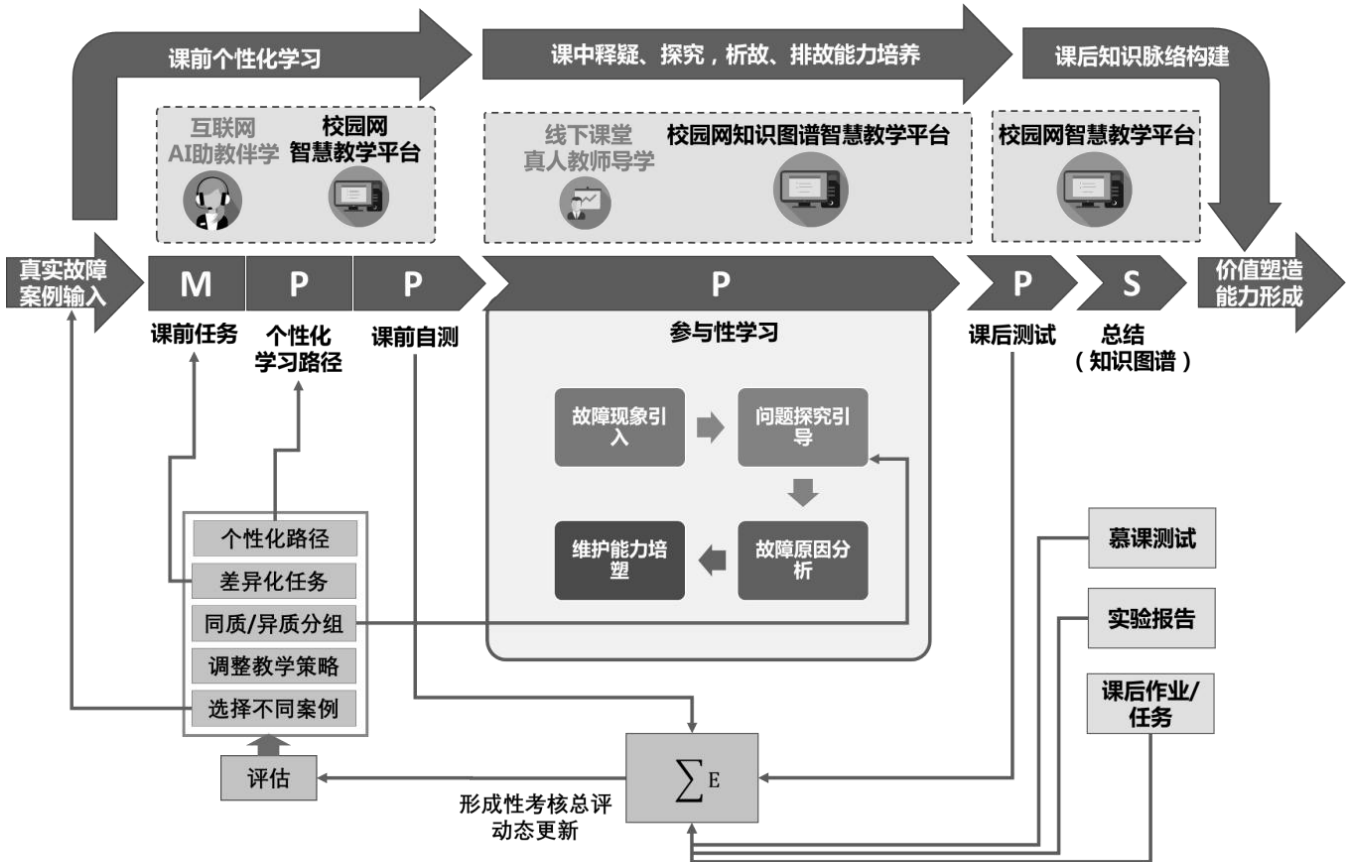 课前个性化学习
课中释疑、探究，析故、排故能力培养
课后知识脉络构建
互联网
AI助教伴学
校园网
智慧教学平台
线下课堂
真人教师导学
校园网知识图谱智慧教学平台
校园网智慧教学平台
真实故障
案例输入
M
P
P
P
P
S
价值塑造
能力形成
课前任务
个性化
学习路径
课前自测
参与性学习
课后测试
总结
（知识图谱）
故障现象引
入
问题探究引
导
维护能力培
塑
故障原因分
析
个性化路径
差异化任务
同质/异质分组
调整教学策略
选择不同案例
评估
形成性考核总评
动态更新
∑E
慕课测试
实验报告
课后作业/
任务